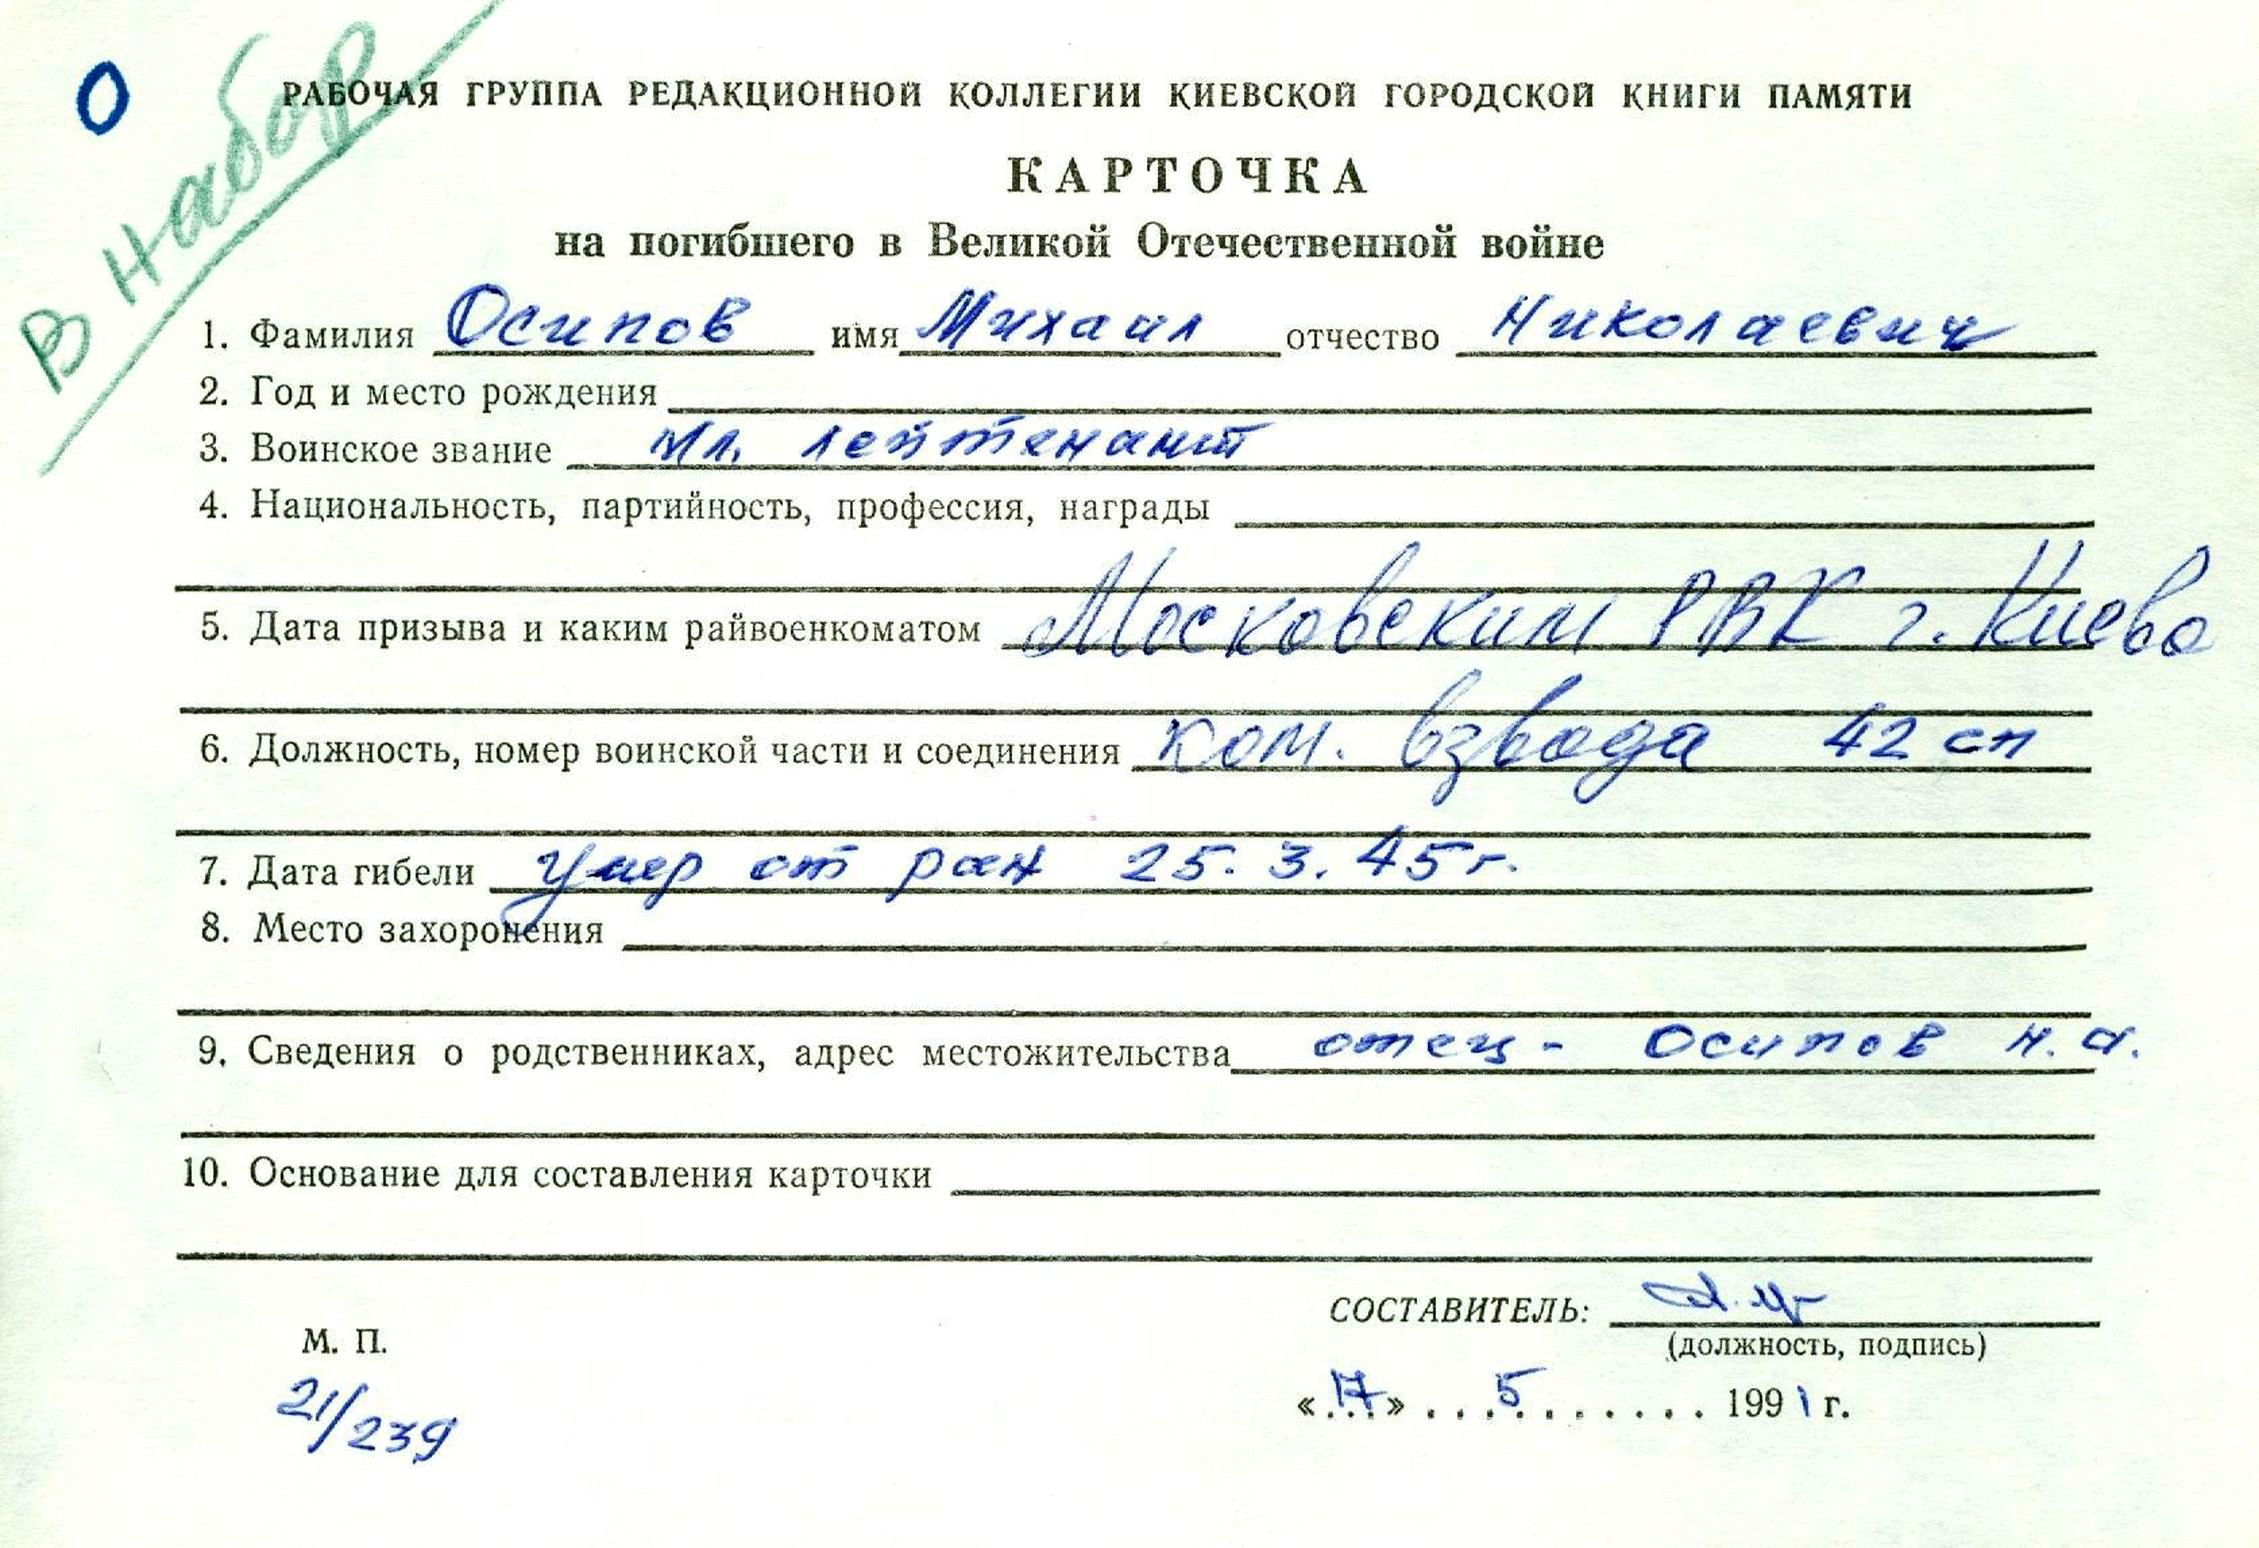 О
В набор
РАБОЧАЯ ГРУППА РЕДАКЦИОННОЙ КОЛЛЕГИИ КИЕВСКОЙ ГОРОДСКОЙ КНИГИ ПАМЯТИ
КАРТОЧКА
на погибшего в Великой Отечественной войне
1. Фамилия Осипов имя Михаил отчество Николаевич
2. Год и место рождения
3. Воинское звание мл. лейтенант
4. Национальность, партийность, профессия, награды
5. Дата призыва и каким райвоенкоматом Московским РВК г. Киева
6. Должность, номер воинской части и соединения ком. взвода 42 сп
7. Дата гибели умер от ран 25.3.45г.
8. Место захоронения
9. Сведения о родственниках, адрес местожительства отец - Осипов Н. А.
10. Основание для составления карточки
СОСТАВИТЕЛЬ:
М. П.
(должность, подпись)
21/239
«17» 5 1991 г.